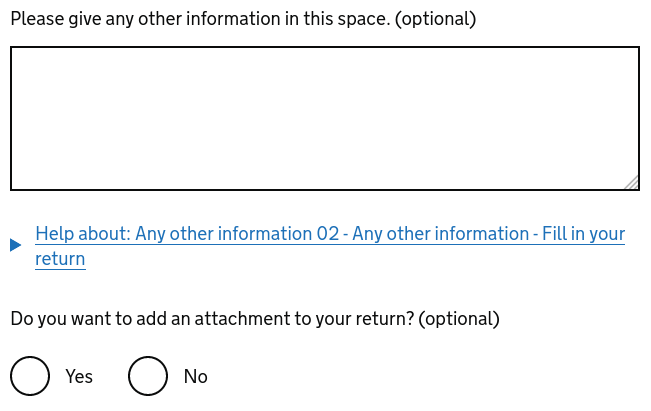 Please give any other information in this space. (optional)
Help about: Any other information 02 - Any other information - Fill in your
return
Do you want to add an attachment to your return? (optional)
Yes No